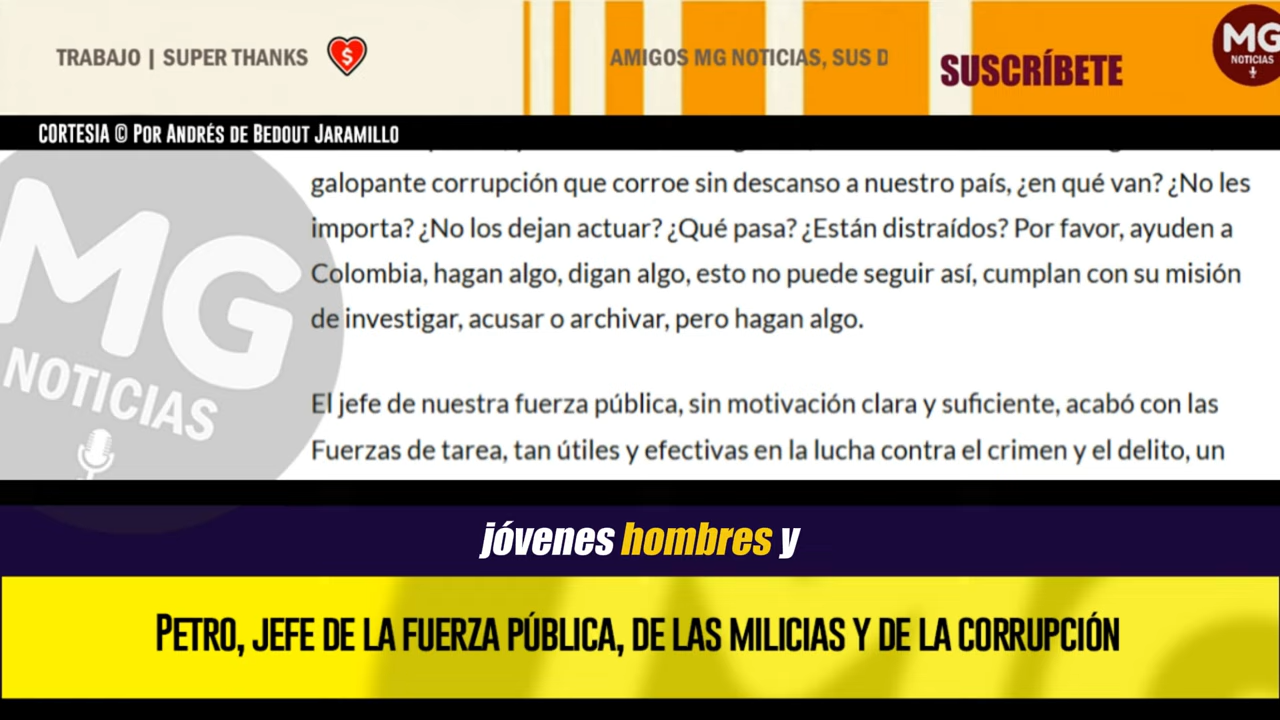 TRABAJO | SUPER THANKS
AMIGOS MG NOTICIAS, SUS D
SUSCRÍBETE
MG
NOTICIAS
CORTESIA © POR ANDRÉS DE BEDOUT JARAMILLO
galopante corrupción que corroe sin descanso a nuestro país, ¿en qué van? ¿No les
importa? ¿No los dejan actuar? ¿Qué pasa? ¿Están distraídos? Por favor, ayuden a
Colombia, hagan algo, digan algo, esto no puede seguir así, cumplan con su misión
de investigar, acusar o archivar, pero hagan algo.
El jefe de nuestra fuerza pública, sin motivación clara y suficiente, acabó con las
Fuerzas de tarea, tan útiles y efectivas en la lucha contra el crimen y el delito, un
MG
NOTICIAS
jóvenes hombres y
PETRO, JEFE DE LA FUERZA PÚBLICA, DE LAS MILICIAS Y DE LA CORRUPCIÓN